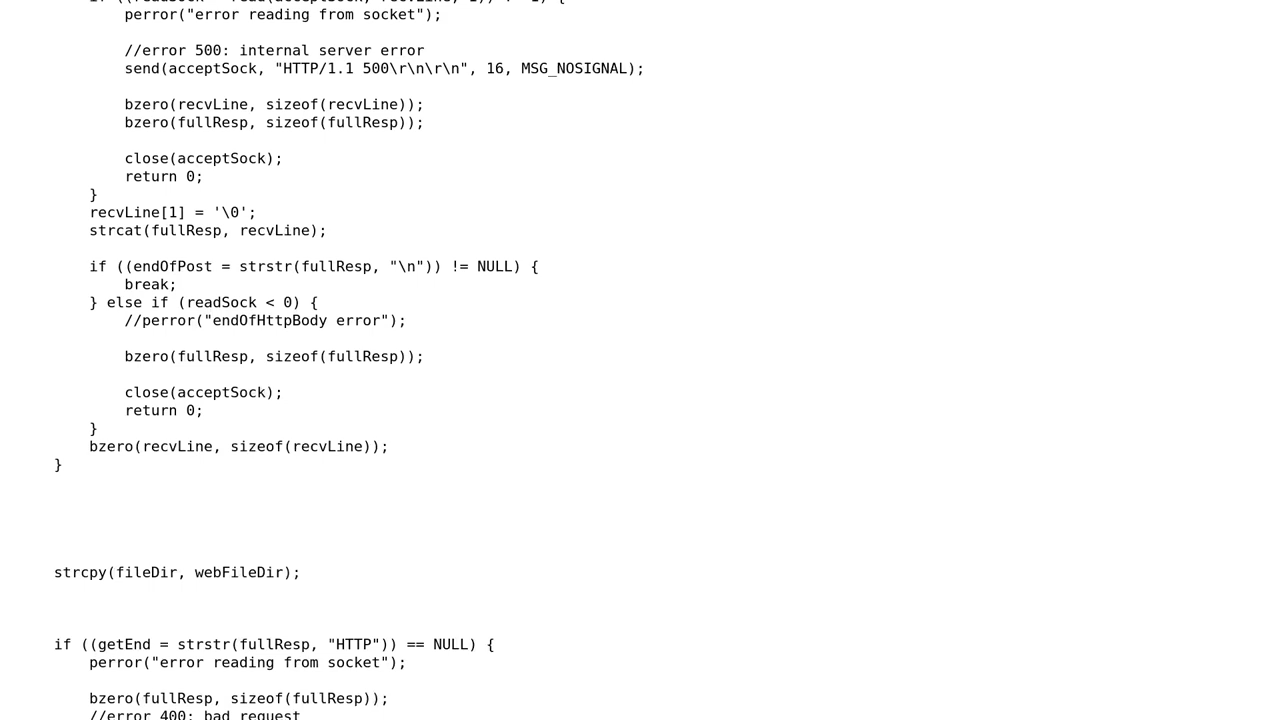 perror("error reading from socket");
//error 500: internal server error
send(acceptSock, "HTTP/1.1 500\r\n\r\n", 16, MSG_NOSIGNAL);
bzero(recvLine, sizeof(recvLine));
bzero(fullResp, sizeof(fullResp));
close(acceptSock);
return 0;
}
recvLine[1] = '\0';
strcat(fullResp, recvLine);
if ((endOfPost = strstr(fullResp, "\n")) != NULL) {
break;
} else if (readSock < 0) {
//perror("endOfHttpBody error");
bzero(fullResp, sizeof(fullResp));
close(acceptSock);
return 0;
}
bzero(recvLine, sizeof(recvLine));
}
strcpy(fileDir, webFileDir);
if ((getEnd = strstr(fullResp, "HTTP")) == NULL) {
perror("error reading from socket");
bzero(fullResp, sizeof(fullResp));
//error 400: bad request